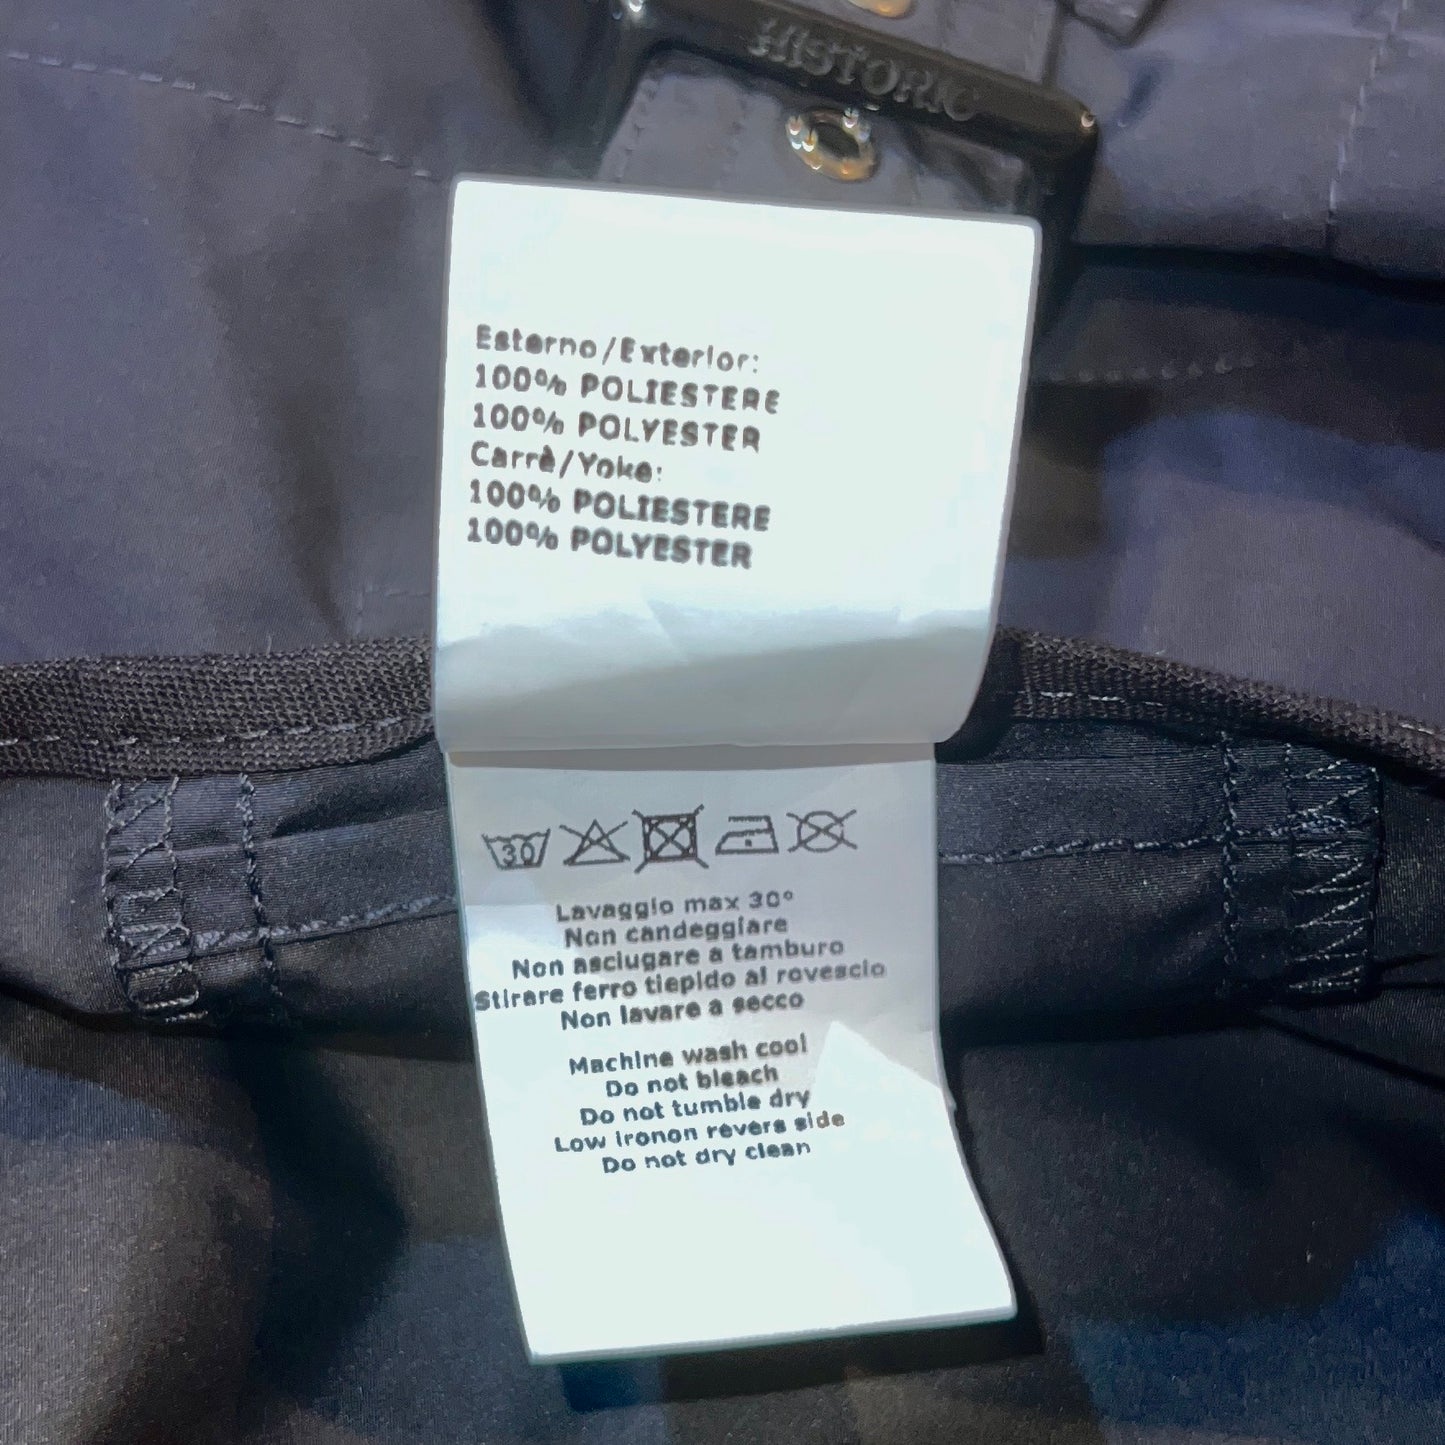 HISTORIC
Esterno/Exterior:
100% POLIESTERE
100% POLYESTER
Carrè/Yoke:
100% POLIESTERE
100% POLYESTER
30
Lavaggio max 30°
Non candeggiare
Non asciugare a tamburo
Stirare ferro tiepido al rovescio
Non lavare a secco
Machine wash cool
Do not bleach
Do not tumble dry
Low ironon revers side
Do not dry clean